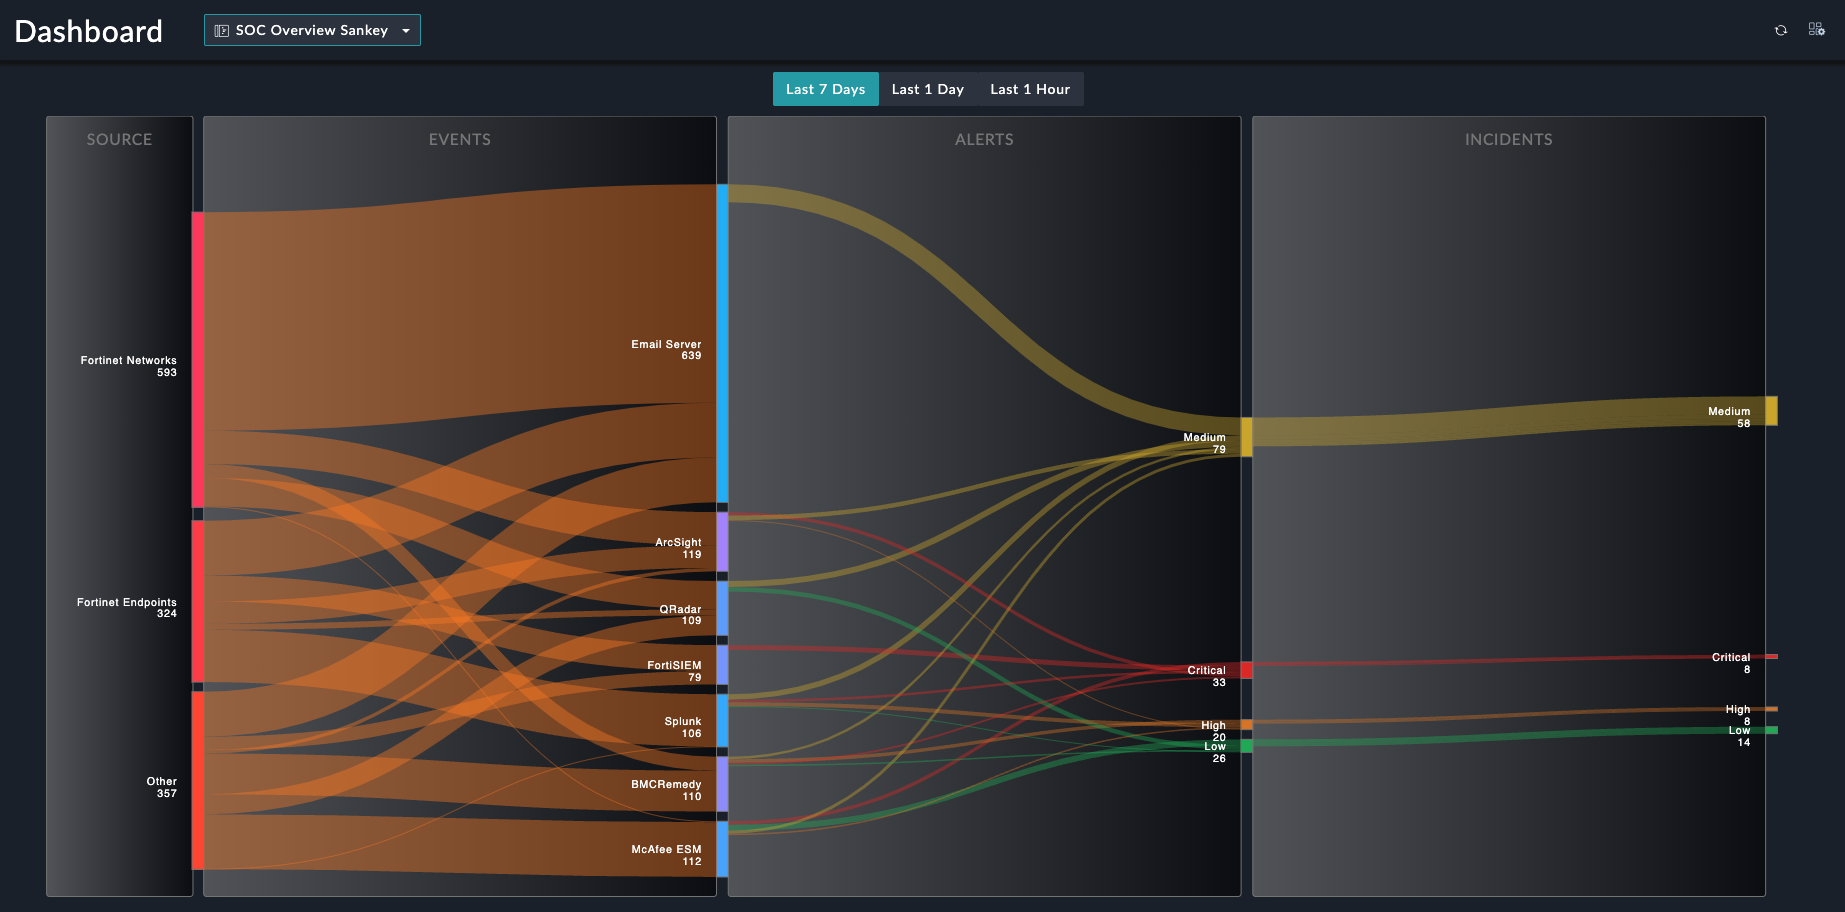 Dashboard
SOC Overview Sankey
Last 7 Days
Last 1 Day
Last 1 Hour
SOURCE
EVENTS
ALERTS
INCIDENTS
Fortinet Networks
593
Fortinet Endpoints
324
Other
357
Email Server
639
ArcSight
119
QRadar
109
FortiSIEM
79
Splunk
106
BMCRemedy
110
McAfee ESM
112
Medium
79
Critical
33
High
20
Low
26
Medium
58
Critical
8
High
8
Low
14